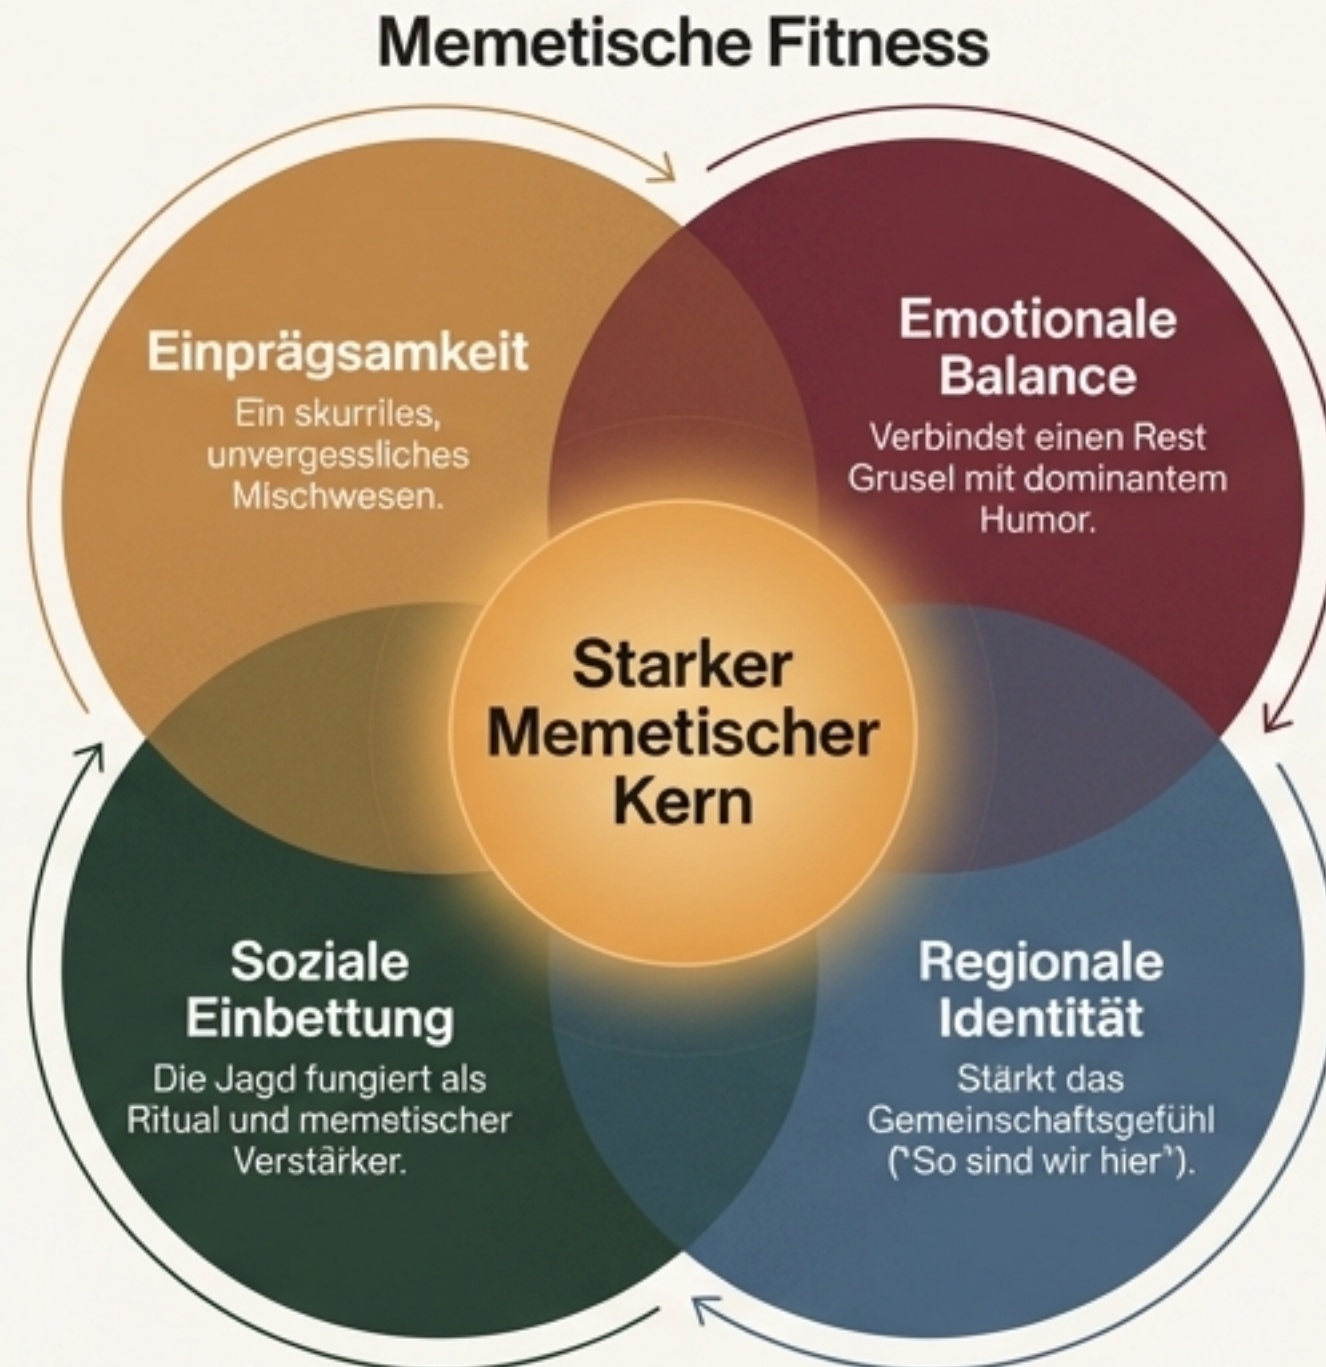 Memetische Fitness
Einprägsamkeit
Ein skurriles,
unvergessliches
Mischwesen.
Emotionale
Balance
Verbindet einen Rest
Grusel mit dominantem
Humor.
Starker
Memetischer
Kern
Soziale
Einbettung
Die Jagd fungiert als
Ritual und memetischer
Verstärker.
Regionale
Identität
Stärkt das
Gemeinschaftsgefühl
("So sind wir hier").